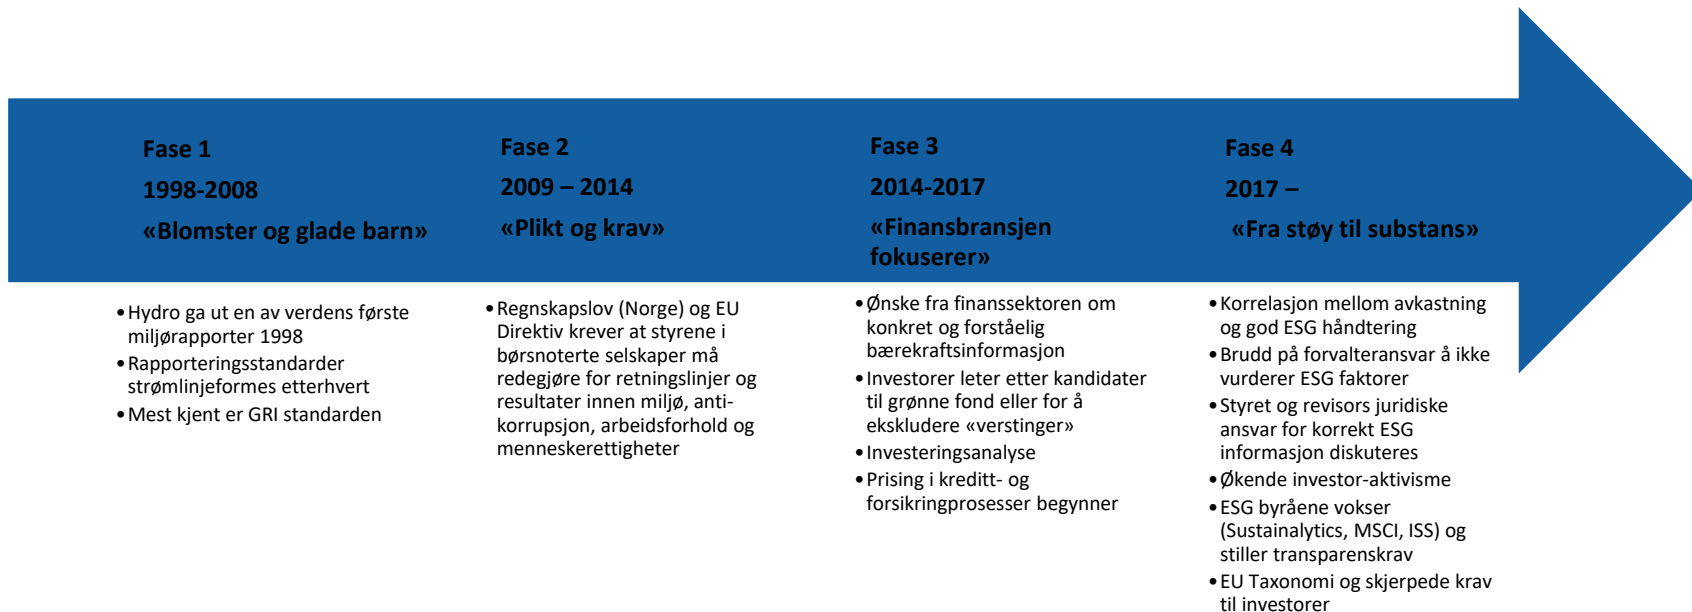 Fase 1
1998-2008
«Blomster og glade barn»
•Hydro ga ut en av verdens første
miljørapporter 1998
•Rapporteringsstandarder
strømlinjeformes etterhvert
•Mest kjent er GRI standarden
Fase 2
2009 – 2014
«Plikt og krav»
•Regnskapslov (Norge) og EU
Direktiv krever at styrene i
børsnoterte selskaper må
redegjøre for retningslinjer og
resultater innen miljø, anti-
korrupsjon, arbeidsforhold og
menneskerettigheter
Fase 3
2014-2017
«Finansbransjen
fokuserer»
•Ønske fra finanssektoren om
konkret og forståelig
bærekraftsinformasjon
•Investorer leter etter kandidater
til grønne fond eller for å
ekskludere «verstinger»
•Investeringsanalyse
•Prising i kreditt- og
forsikringprosesser begynner
Fase 4
2017 –
«Fra støy til substans»
•Korrelasjon mellom avkastning
og god ESG håndtering
•Brudd på forvalteransvar å ikke
vurderer ESG faktorer
•Styret og revisors juridiske
ansvar for korrekt ESG
informasjon diskuteres
•Økende investor-aktivisme
•ESG byråene vokser
(Sustainalytics, MSCI, ISS) og
stiller transparenskrav
•EU Taxonomi og skjerpede krav
til investorer